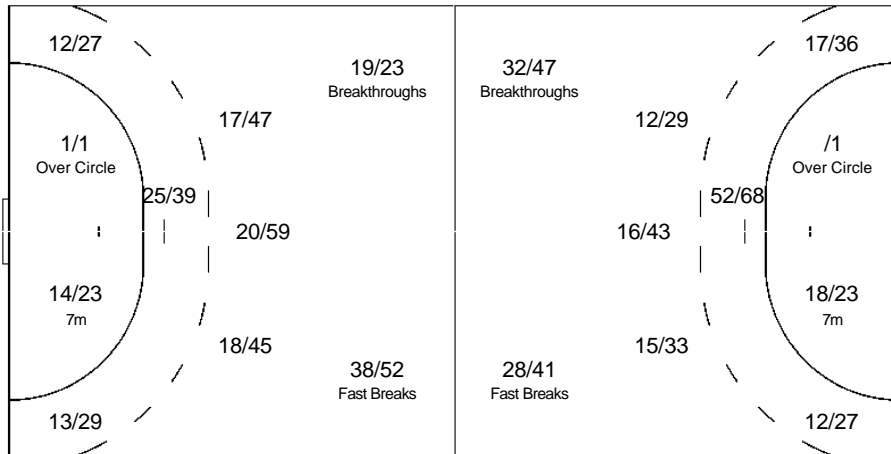 12/27
17/36
19/23
Breakthroughs
32/47
Breakthroughs
17/47
12/29
1/1
Over Circle
/1
Over Circle
25/39
52/68
20/59
16/43
14/23
7m
18/23
7m
18/45
15/33
38/52
Fast Breaks
28/41
Fast Breaks
13/29
12/27